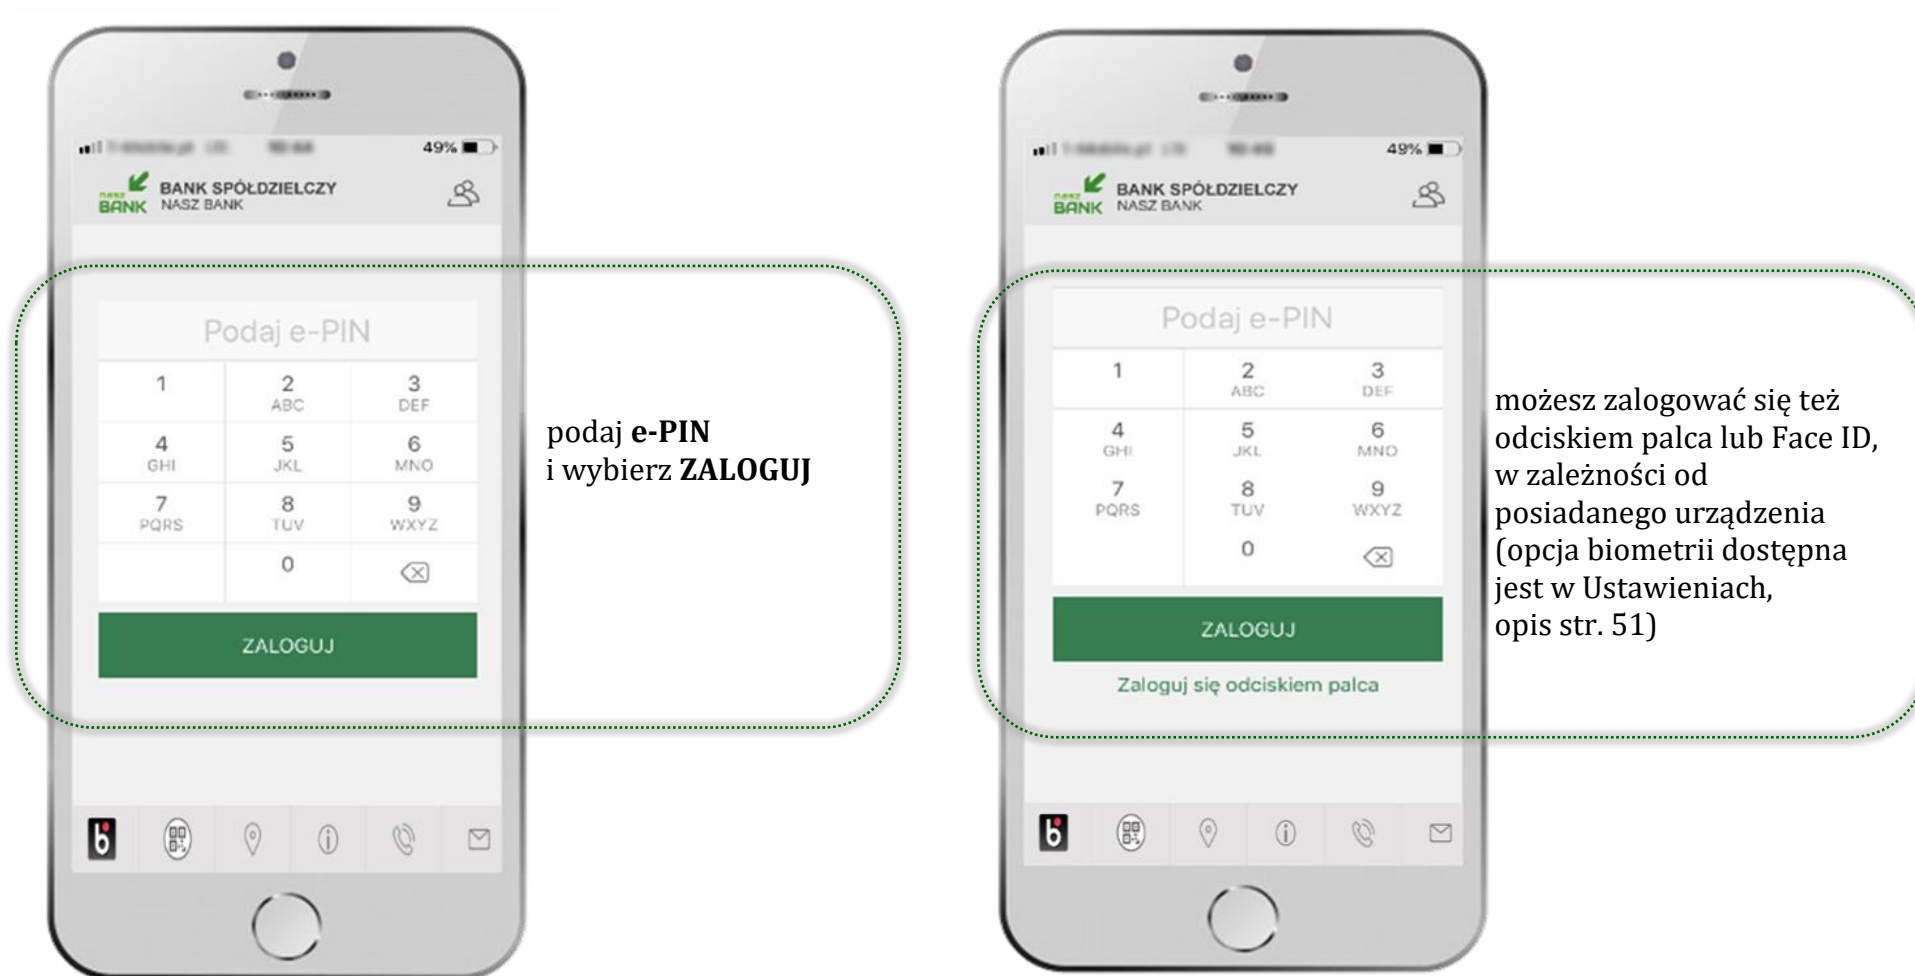 49%
nasz
BANK
BANK SPÓŁDZIELCZY
NASZ BANK
Podaj e-PIN
1 2 3
ABC DEF
4 5 6
GHI JKL MNO
7 8 9
PQRS TUV WXYZ
0
ZALOGUJ
b
podaj e-PIN
i wybierz ZALOGUJ
49%
nasz
BANK
BANK SPÓŁDZIELCZY
NASZ BANK
Podaj e-PIN
1 2 3
ABC DEF
4 5 6
GHI JKL MNO
7 8 9
PQRS TUV WXYZ
0
ZALOGUJ
Zaloguj się odciskiem palca
b
możesz zalogować się też
odciskiem palca lub Face ID,
w zależności od
posiadanego urządzenia
(opcja biometrii dostępna
jest w Ustawieniach,
opis str. 51)